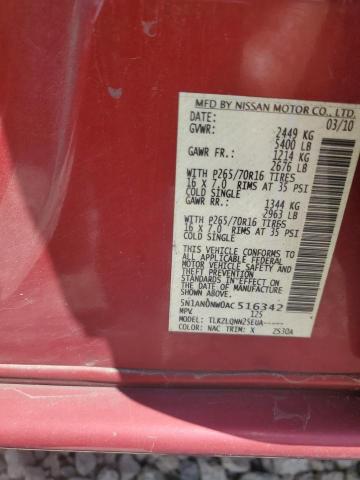 MFD BY NISSAN MOTOR CO., LTD.
DATE: 03/10
GVWR: 2449 KG
5400 LB
GAWR FR: 1214 KG
2676 LB
WITH P265/70R16 TIRES
16 X 7.0 RIMS AT 35 PSI
COLD SINGLE
GAWR RR: 1344 KG
2963 LB
WITH P265/70R16 TIRES
16 X 7.0 RIMS AT 35 PSI
COLD SINGLE
THIS VEHICLE CONFORMS TO
ALL APPLICABLE FEDERAL
MOTOR VEHICLE SAFETY AND
THEFT PREVENTION
STANDARDS IN EFFECT ON THE
DATE OF MANUFACTURE
SHOWN ABOVE.
5N1AN0NW0AC516342
MPV. 125
MODEL: TLKZLQNN25EUA-----
COLOR: NAC TRIM: X 2S30A